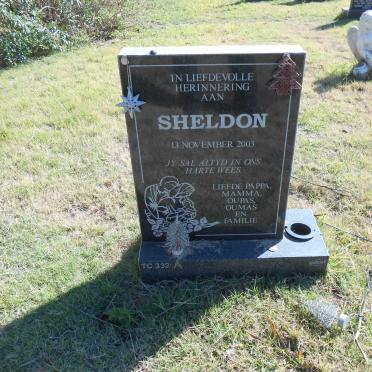 IN LIEFDEVOLLE
HERINNERING
AAN
SHELDON
13 NOVEMBER 2003
JY SAL ALTYD IN ONS
HARTE WEES
LIEFDE PAPPA,
MAMMA,
OUPAS,
OUMAS
EN
FAMILIE
TC 332